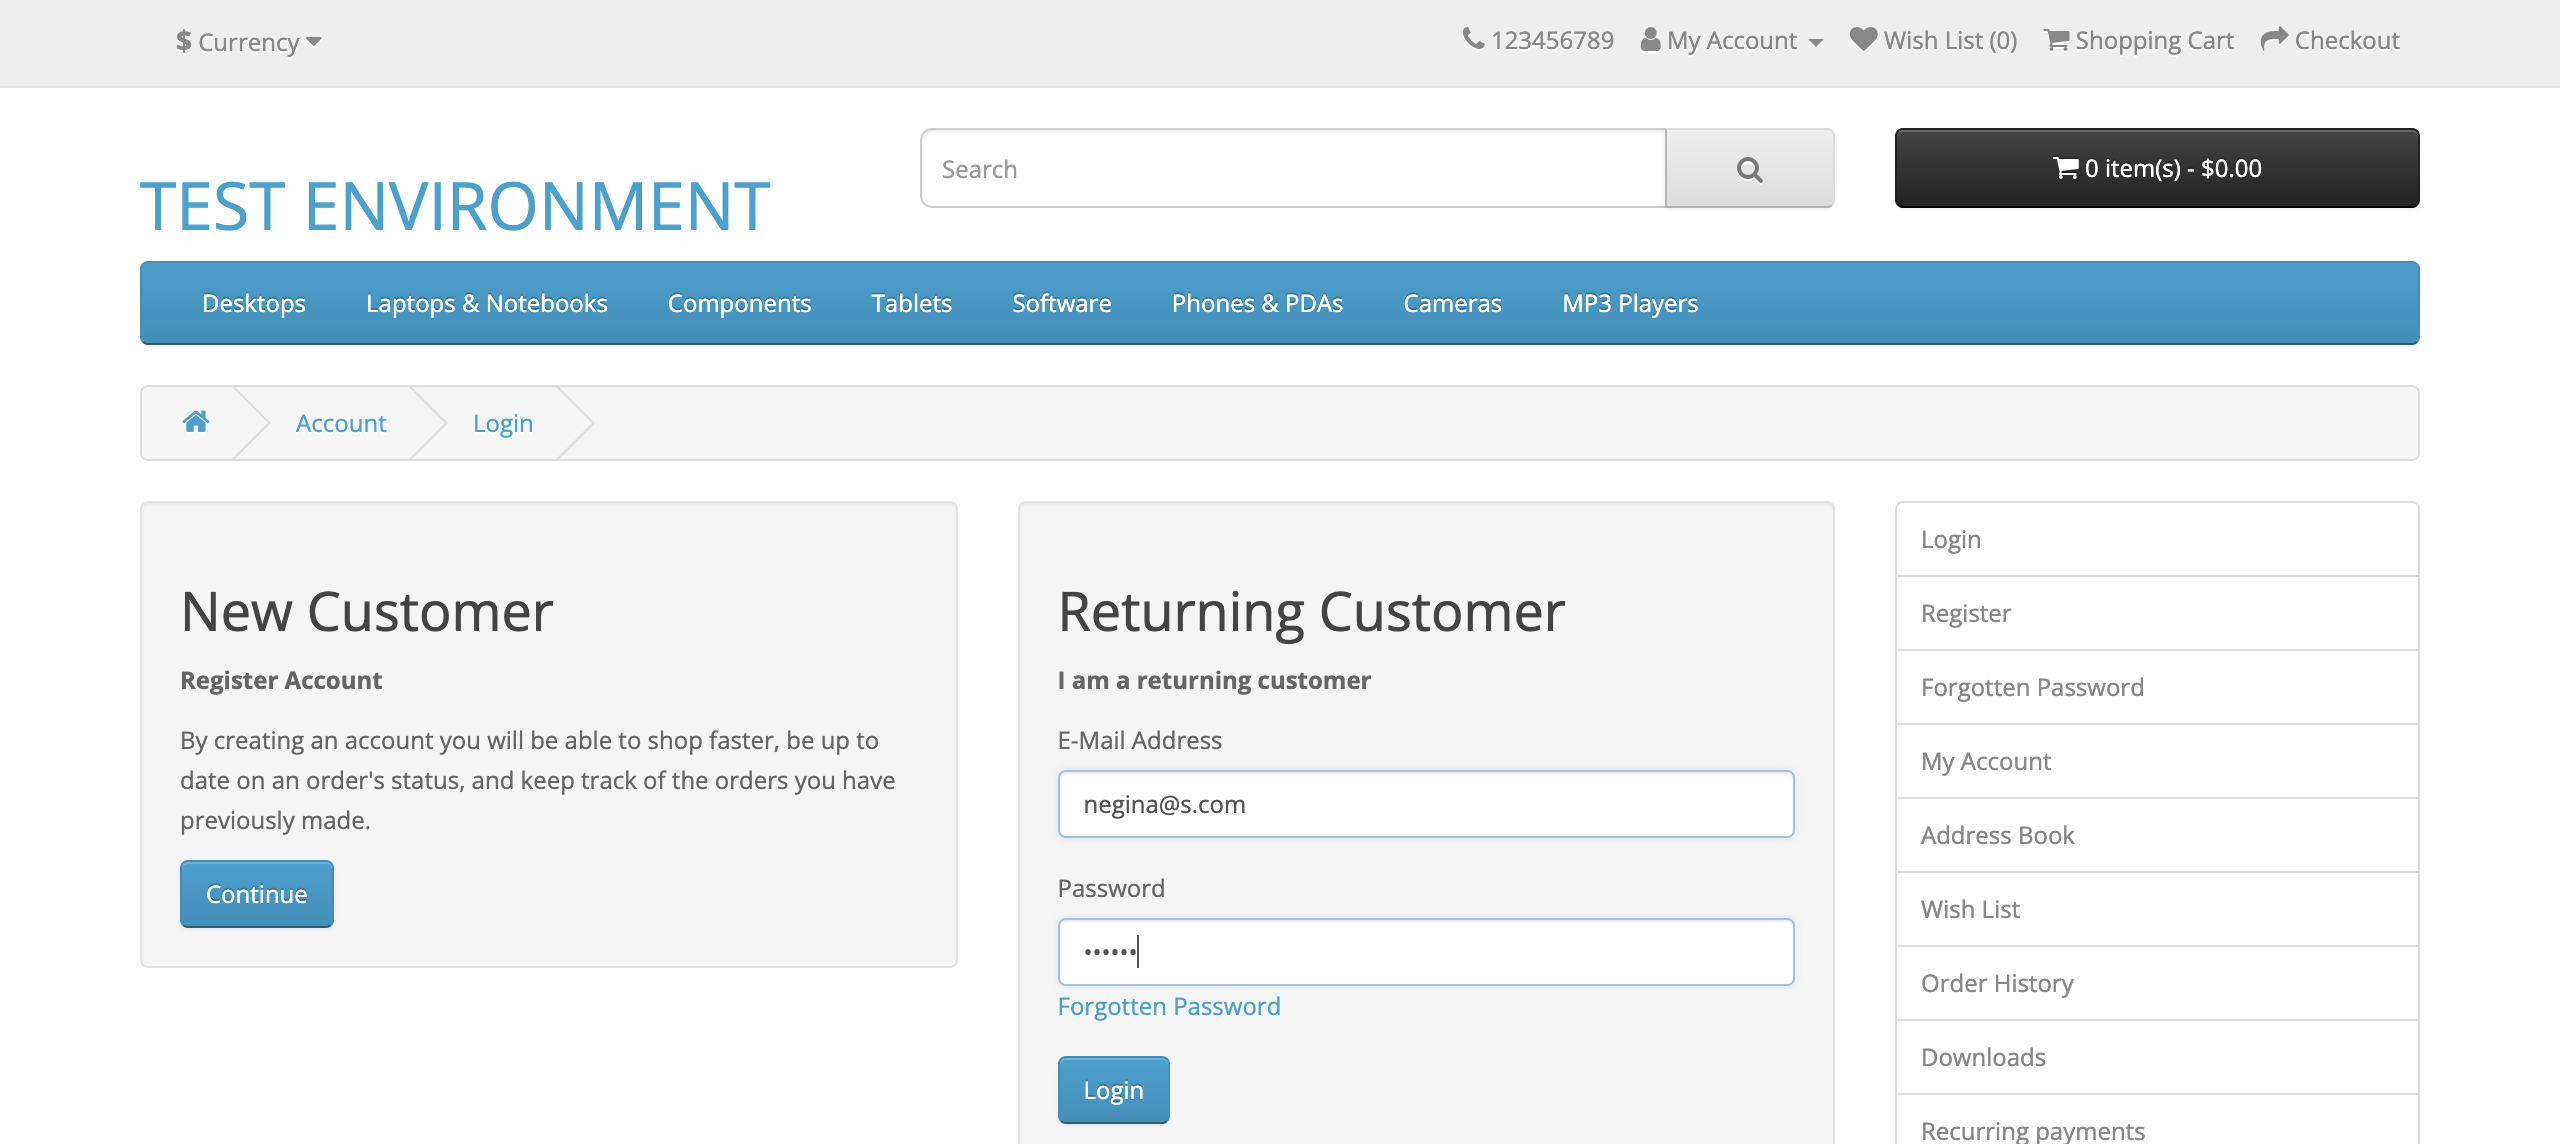 $ Currency
123456789 My Account Wish List (0) Shopping Cart Checkout
Search
0 item(s) - $0.00
TEST ENVIRONMENT
Desktops Laptops & Notebooks Components Tablets Software Phones & PDAs Cameras MP3 Players
Account Login
New Customer
Register Account
By creating an account you will be able to shop faster, be up to
date on an order's status, and keep track of the orders you have
previously made.
Continue
Returning Customer
I am a returning customer
E-Mail Address
negina@s.com
Password
••••••
Forgotten Password
Login
Login
Register
Forgotten Password
My Account
Address Book
Wish List
Order History
Downloads
Recurring payments